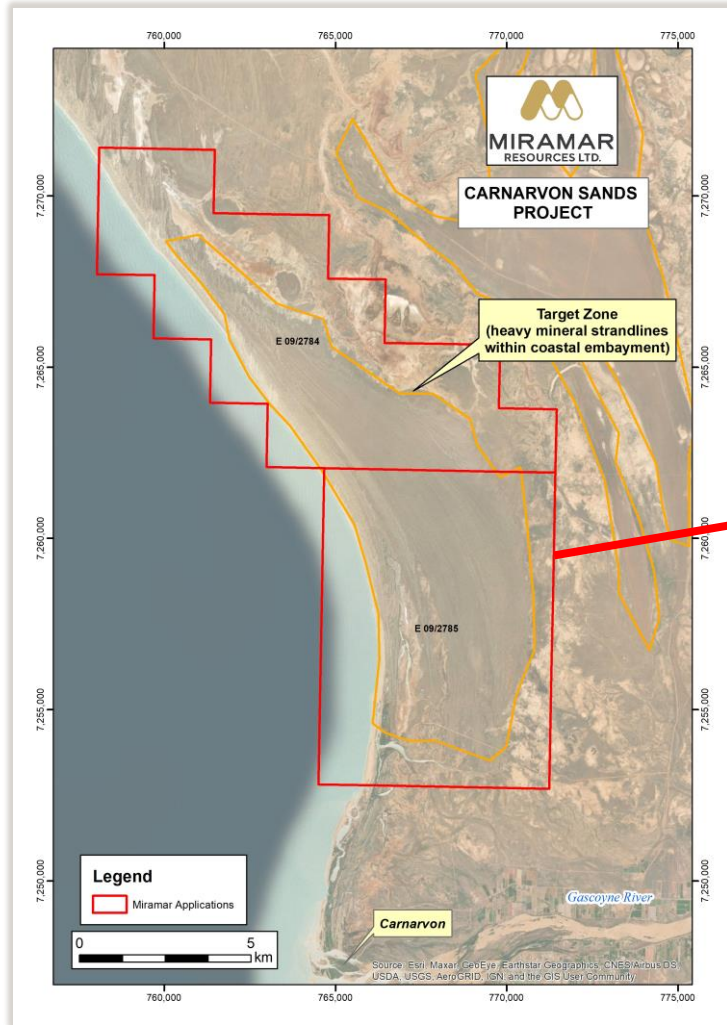 760,000
765,000
770,000
775,000
MIRAMAR
RESOURCES LTD.
CARNARVON SANDS
PROJECT
7,270,000
7,270,000
Target Zone
(heavy mineral strandlines
within coastal embayment)
E 09/2784
7,265,000
7,265,000
7,260,000
7,260,000
E 09/2785
7,255,000
7,255,000
Legend
Miramar Applications
7,250,000
7,250,000
Gascoyne River
Carnarvon
0
5
km
Source: Esri, Maxar, GeoEye, Earthstar Geographics, CNES/Airbus DS,
USDA, USGS, AeroGRID, IGN, and the GIS User Community
760,000
765,000
770,000
775,000